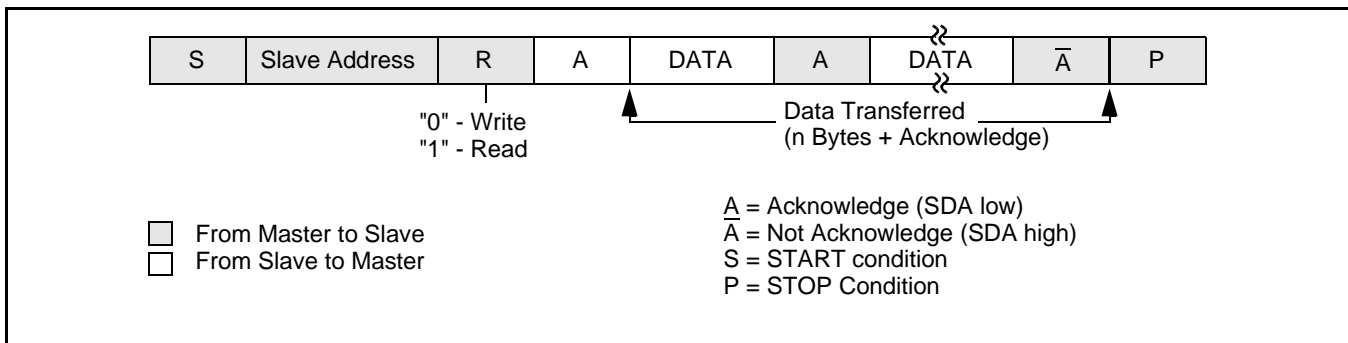 S Slave Address R A DATA A DATA A̅ P
"0" - Write
"1" - Read
Data Transferred
(n Bytes + Acknowledge)
From Master to Slave
From Slave to Master
A = Acknowledge (SDA low)
A̅ = Not Acknowledge (SDA high)
S = START condition
P = STOP Condition